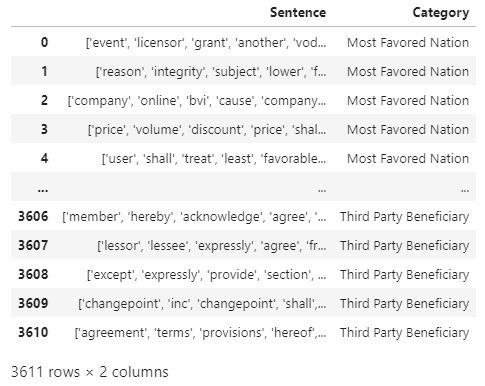 Sentence Category
0 ['event', 'licensor', 'grant', 'another', 'vod... Most Favored Nation
1 ['reason', 'integrity', 'subject', 'lower', 'f... Most Favored Nation
2 ['company', 'online', 'bvi', 'cause', 'company... Most Favored Nation
3 ['price', 'volume', 'discount', 'price', 'shal... Most Favored Nation
4 ['user', 'shall', 'treat', 'least', 'favorable... Most Favored Nation
... ... ...
3606 ['member', 'hereby', 'acknowledge', 'agree', '... Third Party Beneficiary
3607 ['lessor', 'lessee', 'expressly', 'agree', 'fr... Third Party Beneficiary
3608 ['except', 'expressly', 'provide', 'section', ... Third Party Beneficiary
3609 ['changepoint', 'inc', 'changepoint', 'shall',... Third Party Beneficiary
3610 ['agreement', 'terms', 'provisions', 'hereof',... Third Party Beneficiary
3611 rows × 2 columns